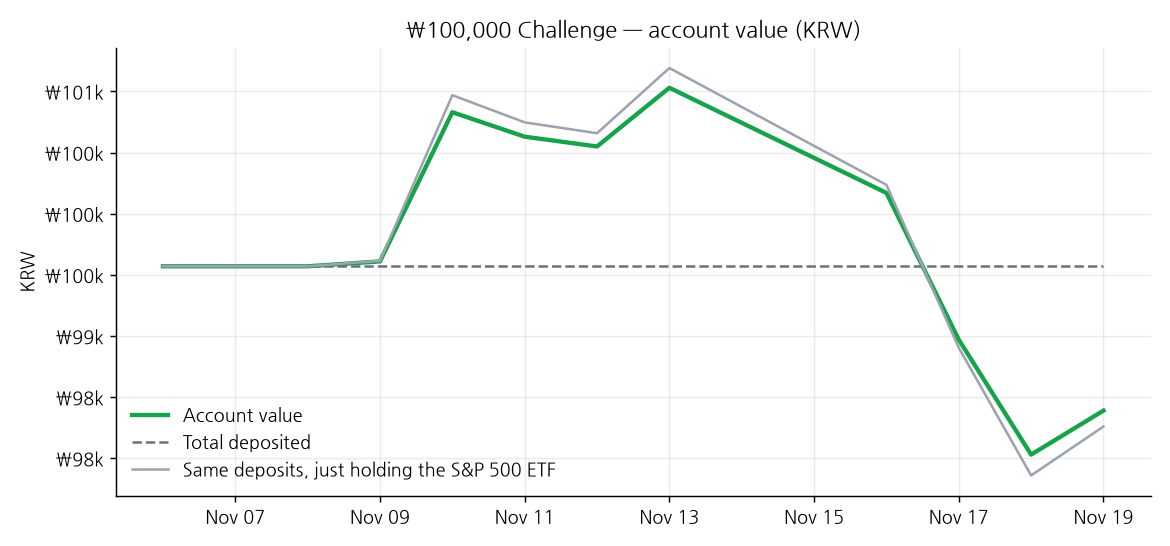 ₩100,000 Challenge — account value (KRW)
₩101k
₩100k
₩100k
₩100k
₩99k
₩98k
₩98k
KRW
Account value
Total deposited
Same deposits, just holding the S&P 500 ETF
Nov 07 Nov 09 Nov 11 Nov 13 Nov 15 Nov 17 Nov 19